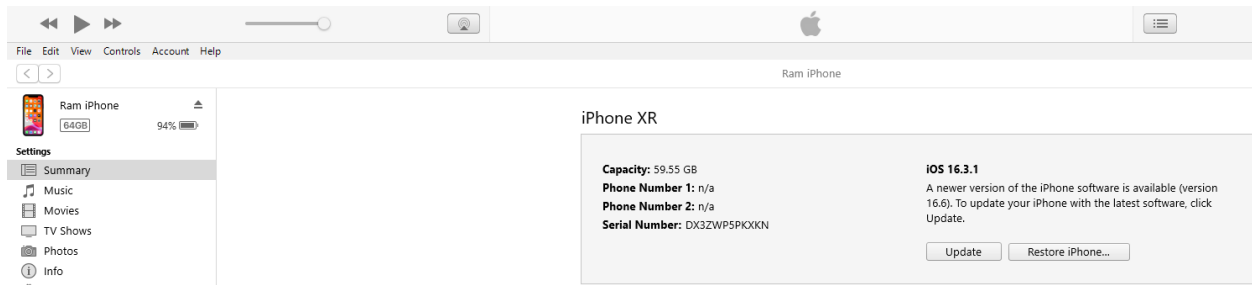 File Edit View Controls Account Help
Ram iPhone
Ram iPhone
64GB 94%
Settings
Summary
Music
Movies
TV Shows
Photos
Info
iPhone XR
Capacity: 59.55 GB
Phone Number 1: n/a
Phone Number 2: n/a
Serial Number: DX3ZWP5PKXKN
iOS 16.3.1
A newer version of the iPhone software is available (version
16.6). To update your iPhone with the latest software, click
Update.
Update Restore iPhone...